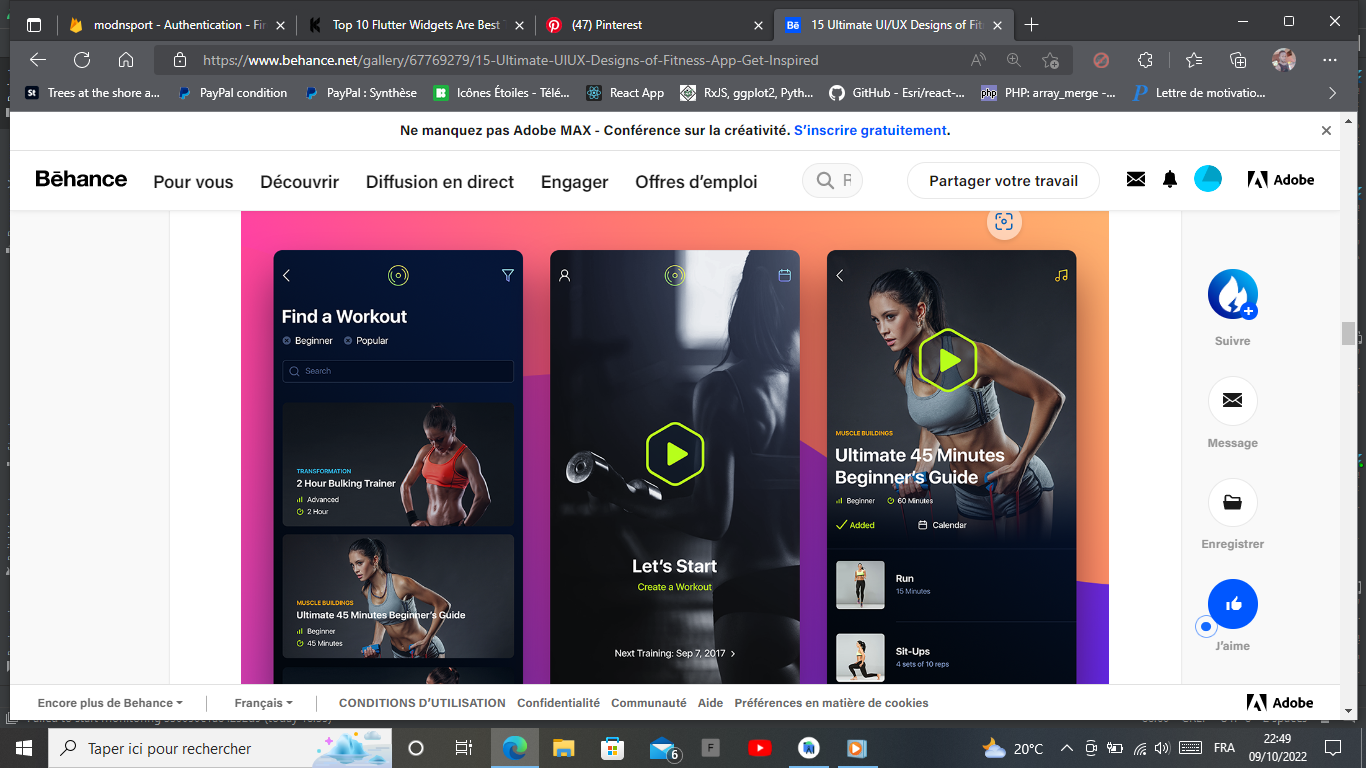 modnsport - Authentication - Fir
Top 10 Flutter Widgets Are Best
(47) Pinterest
Bē 15 Ultimate UI/UX Designs of Fit
https://www.behance.net/gallery/67769279/15-Ultimate-UIUX-Designs-of-Fitness-App-Get-Inspired
St Trees at the shore a...
PayPal condition
PayPal : Synthèse
Icônes Étoiles - Télé...
React App
RxJS, ggplot2, Pyth...
GitHub - Esri/react-...
php PHP: array_merge -...
Lettre de motivatio...
Ne manquez pas Adobe MAX - Conférence sur la créativité. S'inscrire gratuitement.
Bēhance
Pour vous
Découvrir
Diffusion en direct
Engager
Offres d'emploi
Partager votre travail
Adobe
Find a Workout
Beginner
Popular
Search
TRANSFORMATION
2 Hour Bulking Trainer
Advanced
2 Hour
MUSCLE BUILDINGS
Ultimate 45 Minutes Beginner's Guide
Beginner
45 Minutes
Let's Start
Create a Workout
Next Training: Sep 7, 2017
MUSCLE BUILDINGS
Ultimate 45 Minutes
Beginner's Guide
Beginner
60 Minutes
Added
Calendar
Run
15 Minutes
Sit-Ups
4 sets of 10 reps
Suivre
Message
Enregistrer
J'aime
Encore plus de Behance
Français
CONDITIONS D'UTILISATION
Confidentialité
Communauté
Aide
Préférences en matière de cookies
Adobe
Taper ici pour rechercher
6
F
20°C
FRA
22:49
09/10/2022